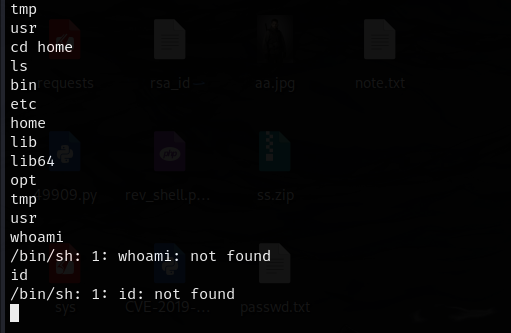 tmp
usr
cd home
ls
bin
etc
home
lib
lib64
opt
tmp
usr
whoami
/bin/sh: 1: whoami: not found
id
/bin/sh: 1: id: not found
requests
rsa_id
aa.jpg
note.txt
49909.py
rev_shell.p...
ss.zip
sys
CVE-2019-...
passwd.txt